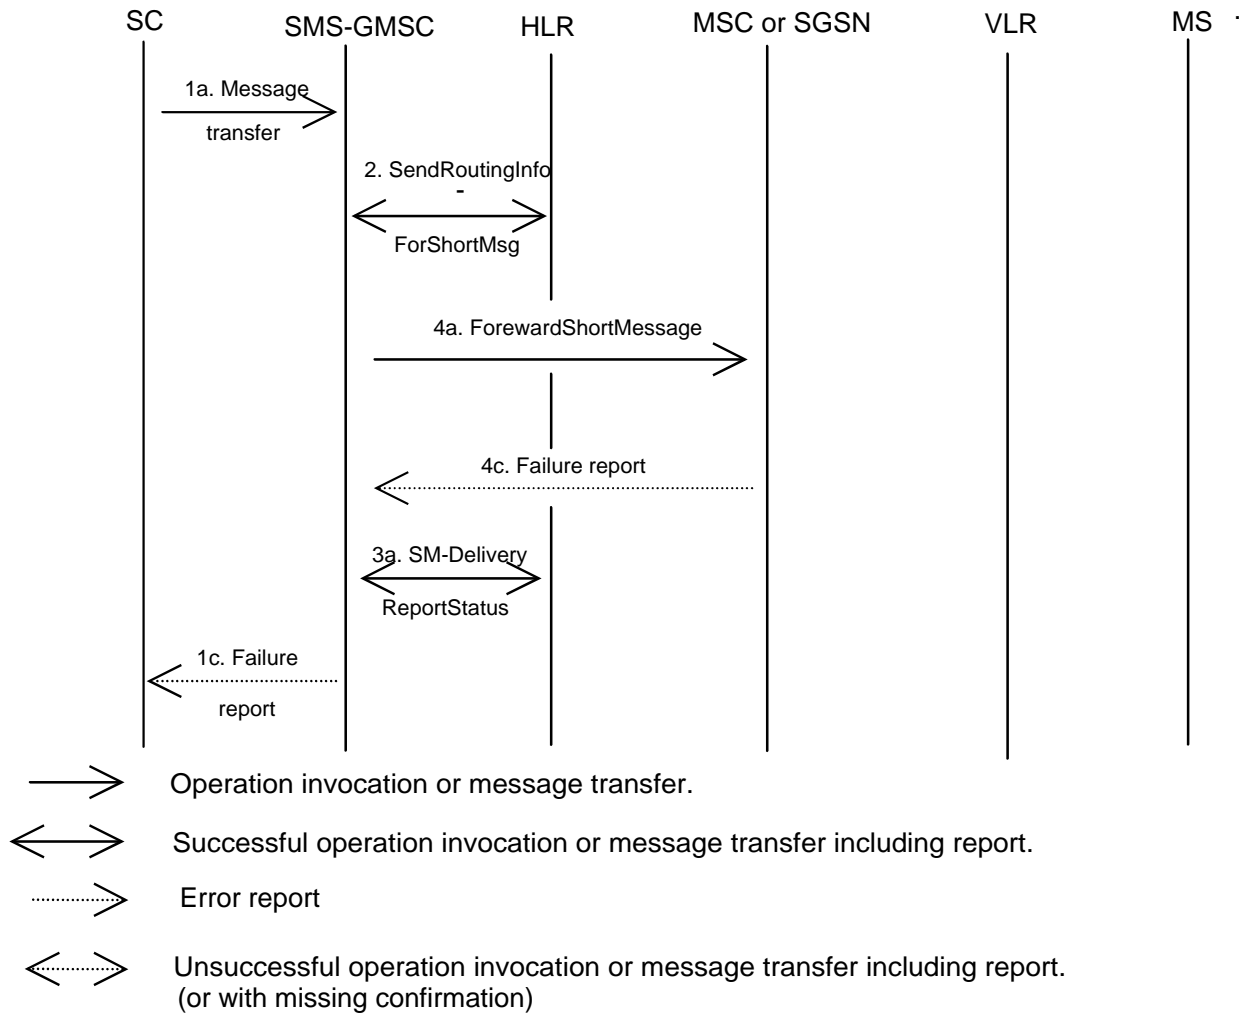 SC SMS-GMSC HLR MSC or SGSN VLR MS
1a. Message
transfer
2. SendRoutingInfo
-
ForShortMsg
4a. ForewardShortMessage
4c. Failure report
3a. SM-Delivery
ReportStatus
1c. Failure
report
Operation invocation or message transfer.
Successful operation invocation or message transfer including report.
Error report
Unsuccessful operation invocation or message transfer including report.
(or with missing confirmation)